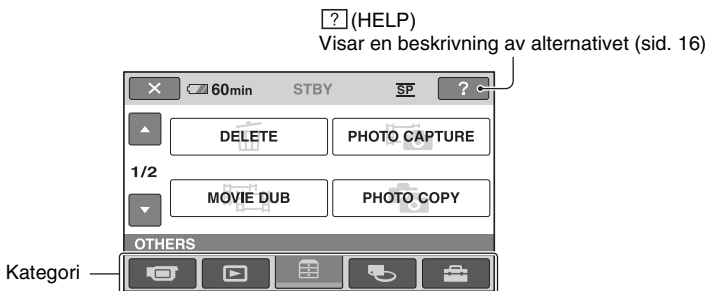 ? (HELP)
Visar en beskrivning av alternativet (sid. 16)
60min STBY SP ?
DELETE PHOTO CAPTURE
1/2
MOVIE DUB PHOTO COPY
OTHERS
Kategori